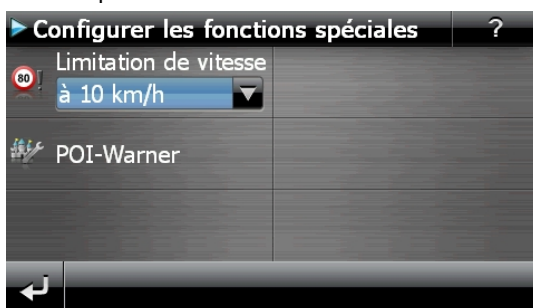 Configurer les fonctions spéciales ?
Limitation de vitesse
80
à 10 km/h
POI-Warner